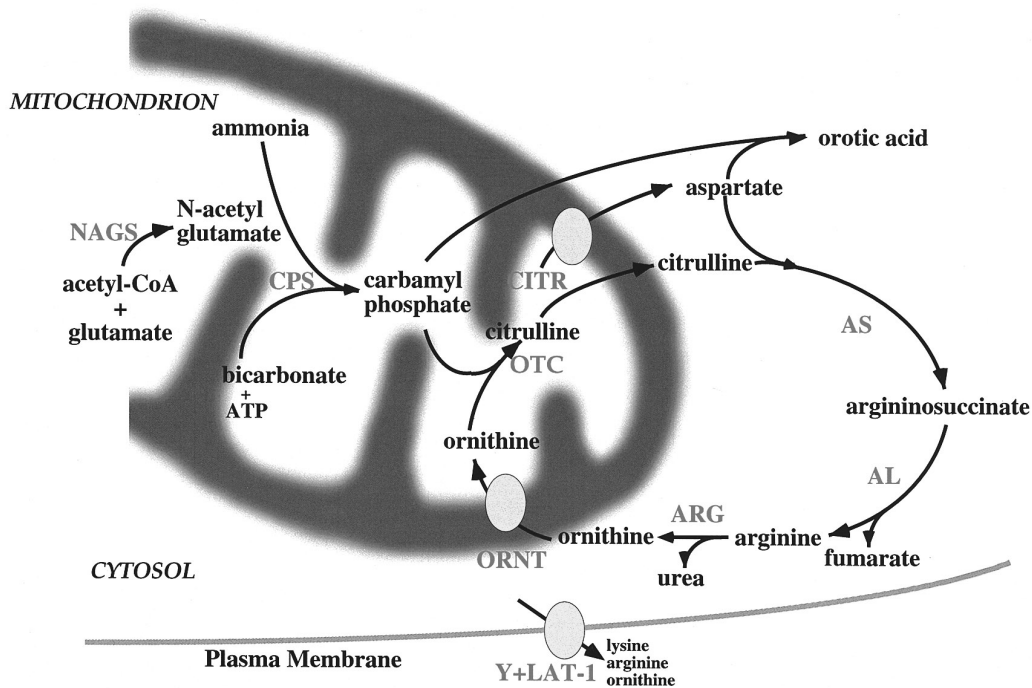 MITOCHONDRION
ammonia
orotic acid
aspartate
N-acetyl
glutamate
NAGS
citrulline
acetyl-CoA
+
glutamate
CPS
carbamyl
phosphate
CITR
citrulline
AS
OTC
bicarbonate
+
ATP
argininosuccinate
ornithine
AL
ARG
ornithine
arginine
fumarate
ORNT
urea
CYTOSOL
Plasma Membrane
Y+LAT-1
lysine
arginine
ornithine